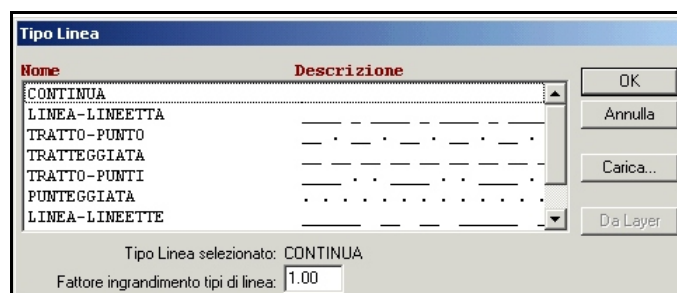 Tipo Linea
Nome Descrizione
CONTINUA
LINEA-LINEETTA
TRATTO-PUNTO
TRATTEGGIATA
TRATTO-PUNTI
PUNTEGGIATA
LINEA-LINEETTE
OK
Annulla
Carica...
Da Layer
Tipo Linea selezionato: CONTINUA
Fattore ingrandimento tipi di linea: 1.00